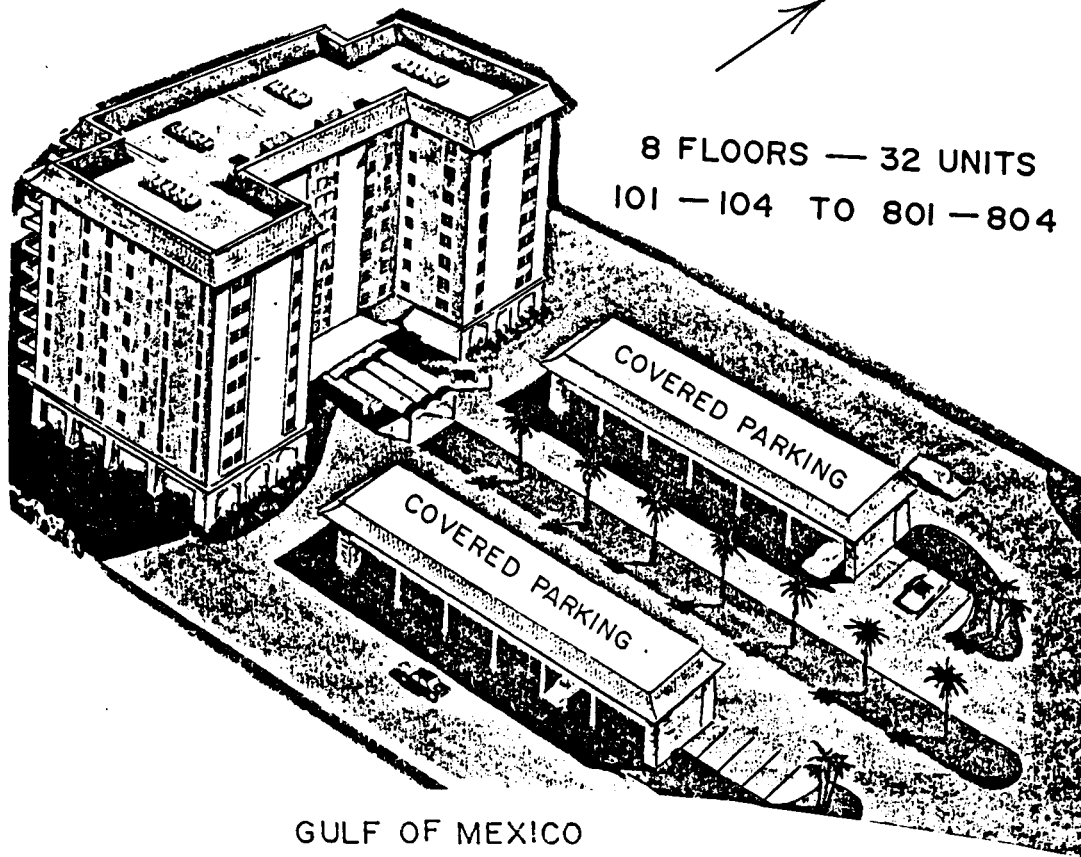 8 FLOORS — 32 UNITS
101 — 104 TO 801 — 804
COVERED PARKING
COVERED PARKING
GULF OF MEXICO